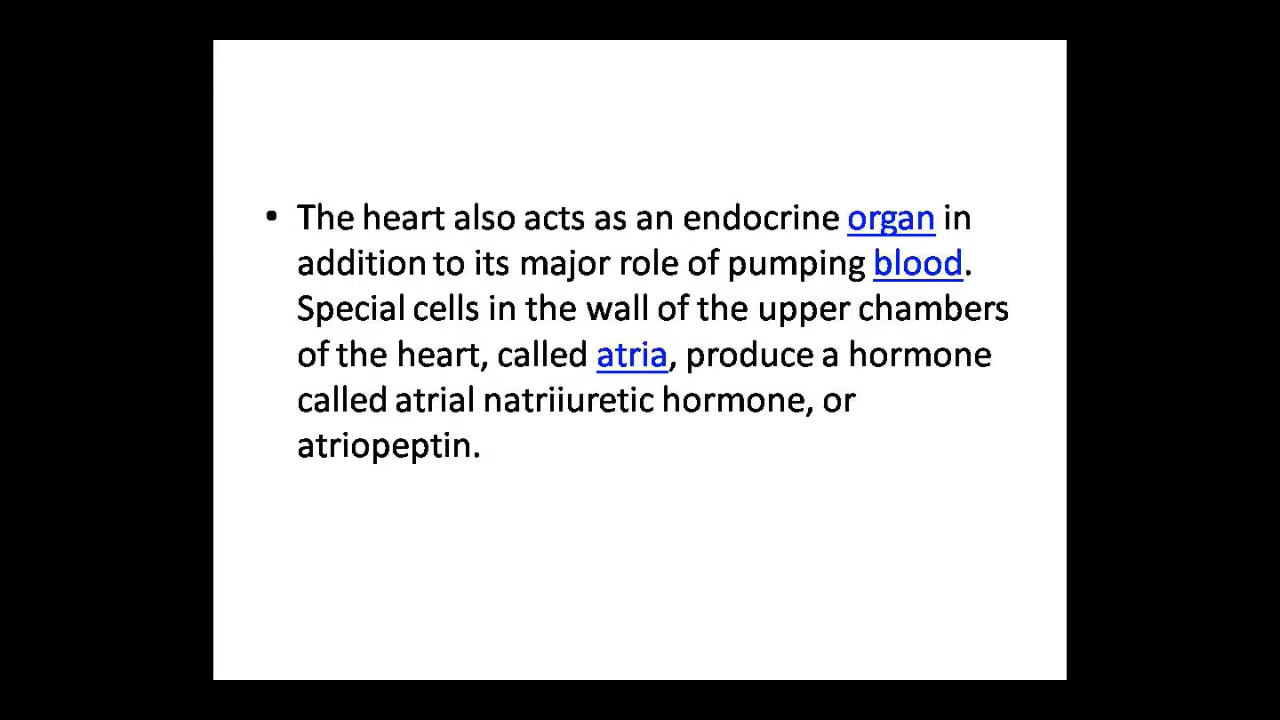 • The heart also acts as an endocrine organ in
addition to its major role of pumping blood.
Special cells in the wall of the upper chambers
of the heart, called atria, produce a hormone
called atrial natriiuretic hormone, or
atriopeptin.